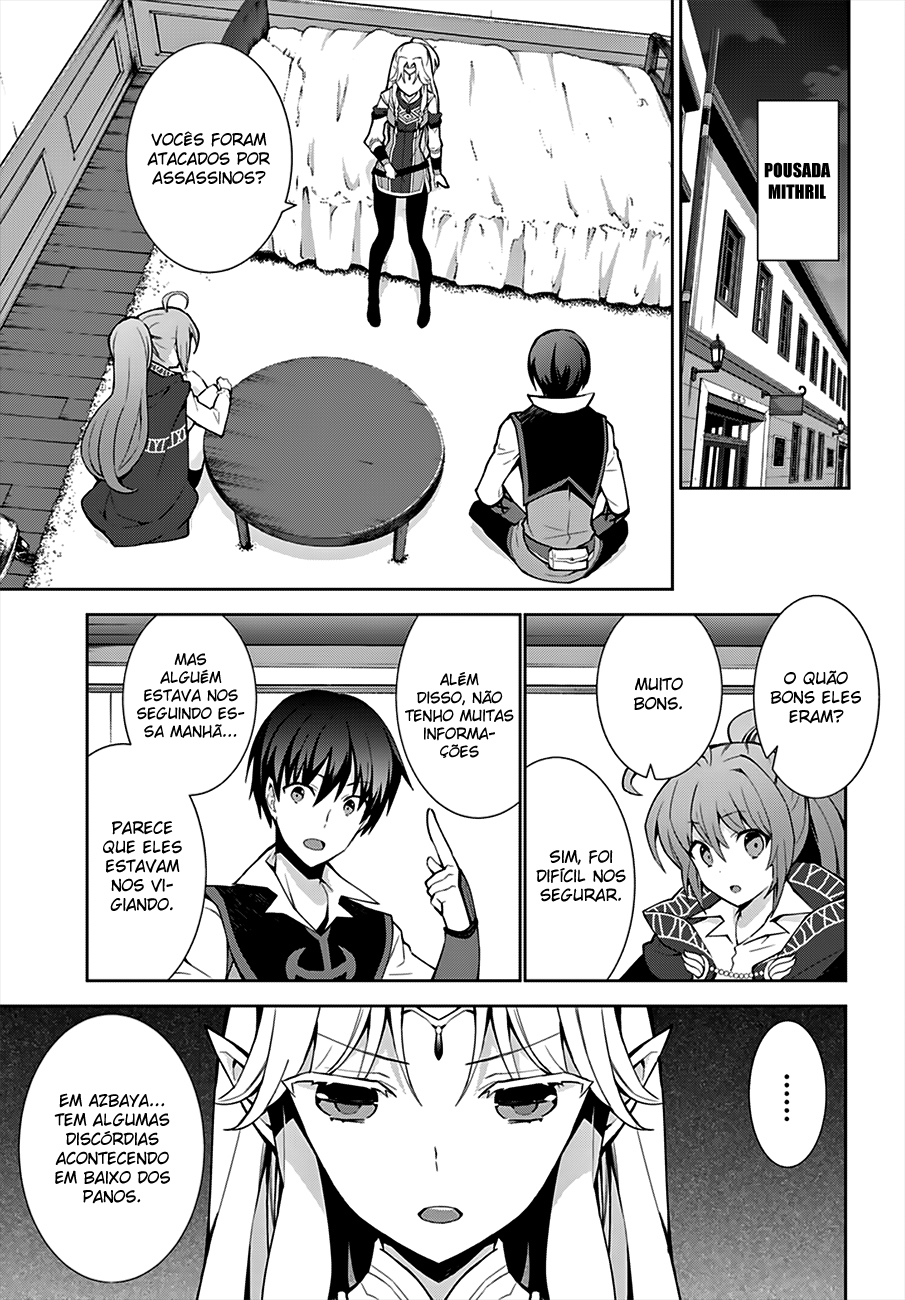 POUSADA
MITHRIL
VOCÊS FORAM
ATACADOS POR
ASSASSINOS?
O QUÃO
BONS ELES
ERAM?
MUITO
BONS.
SIM, FOI
DIFÍCIL NOS
SEGURAR.
ALÉM
DISSO, NÃO
TENHO MUITAS
INFORMA-
ÇÕES
MAS
ALGUÉM
ESTAVA NOS
SEGUINDO ES-
SA MANHÃ...
PARECE
QUE ELES
ESTAVAM
NOS VI-
GIANDO.
......
EM AZBAYA...
TEM ALGUMAS
DISCÓRDIAS
ACONTECENDO
EM BAIXO DOS
PANOS.